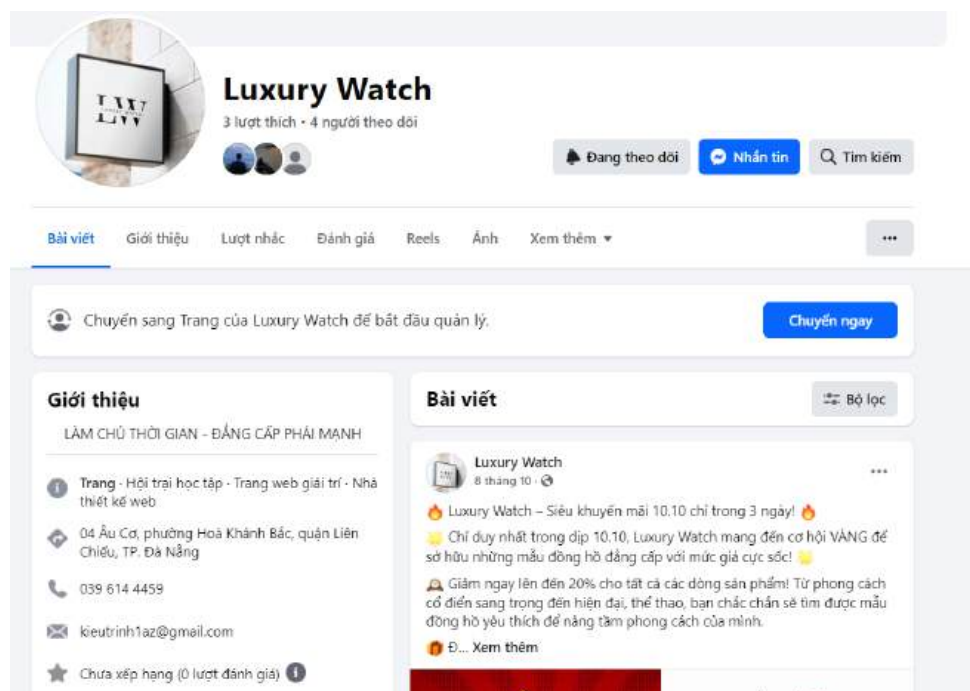 LW
Luxury Watch
3 lượt thích • 4 người theo dõi
Đang theo dõi
Nhắn tin
Tìm kiếm
Bài viết
Giới thiệu
Lượt nhắc
Đánh giá
Reels
Ảnh
Xem thêm
Chuyển sang Trang của Luxury Watch để bắt đầu quản lý.
Chuyển ngay
Giới thiệu
LÀM CHỦ THỜI GIAN - ĐẲNG CẤP PHÁI MẠNH
Trang · Hội trại học tập · Trang web giải trí · Nhà
thiết kế web
04 Âu Cơ, phường Hoà Khánh Bắc, quận Liên
Chiểu, TP. Đà Nẵng
039 614 4459
kieutrinh1az@gmail.com
Chưa xếp hạng (0 lượt đánh giá)
Bài viết
Bộ lọc
Luxury Watch
8 tháng 10 ·
🔥 Luxury Watch – Siêu khuyến mãi 10.10 chỉ trong 3 ngày! 🔥
🌟 Chỉ duy nhất trong dịp 10.10, Luxury Watch mang đến cơ hội VÀNG để
sở hữu những mẫu đồng hồ đẳng cấp với mức giá cực sốc! 🌟
🕰️ Giảm ngay lên đến 20% cho tất cả các dòng sản phẩm! Từ phong cách
cổ điển sang trọng đến hiện đại, thể thao, bạn chắc chắn sẽ tìm được mẫu
đồng hồ yêu thích để nâng tầm phong cách của mình.
🎁 Đ... Xem thêm